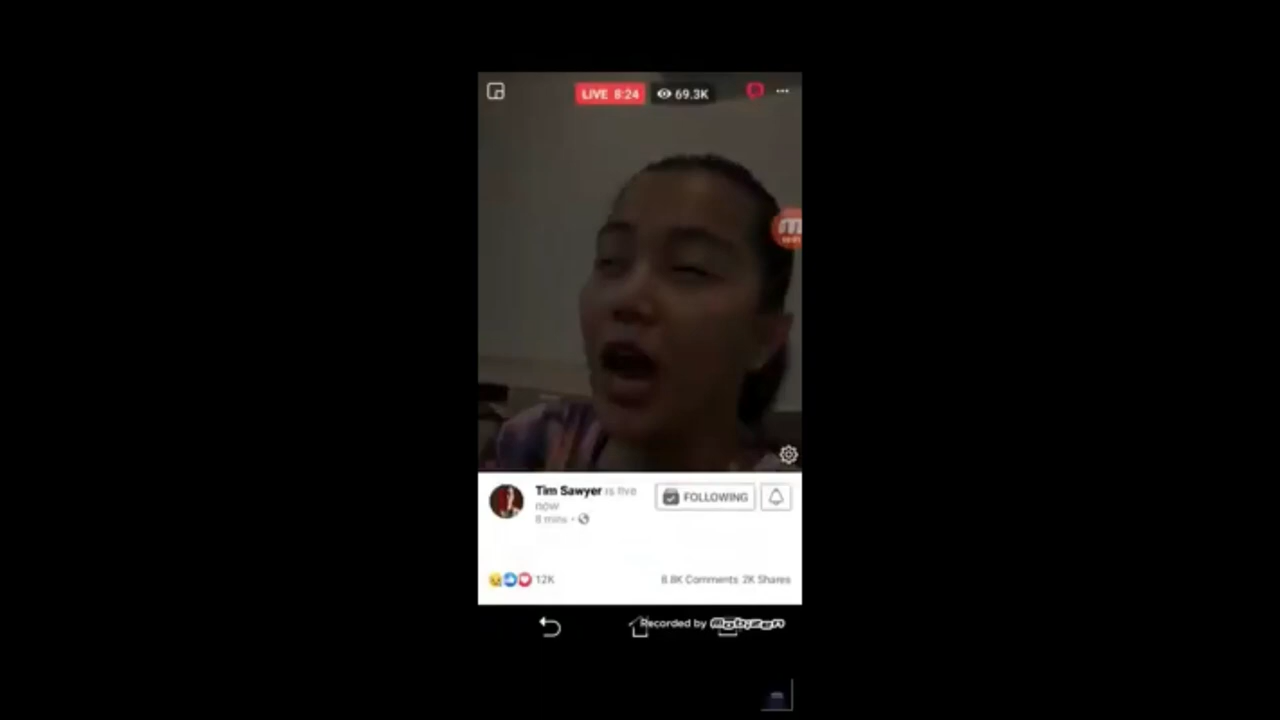 LIVE 8:24
69.3K
Tim Sawyer is live
now
8 mins ·
FOLLOWING
12K
8.8K Comments 2K Shares
Recorded by mobizen